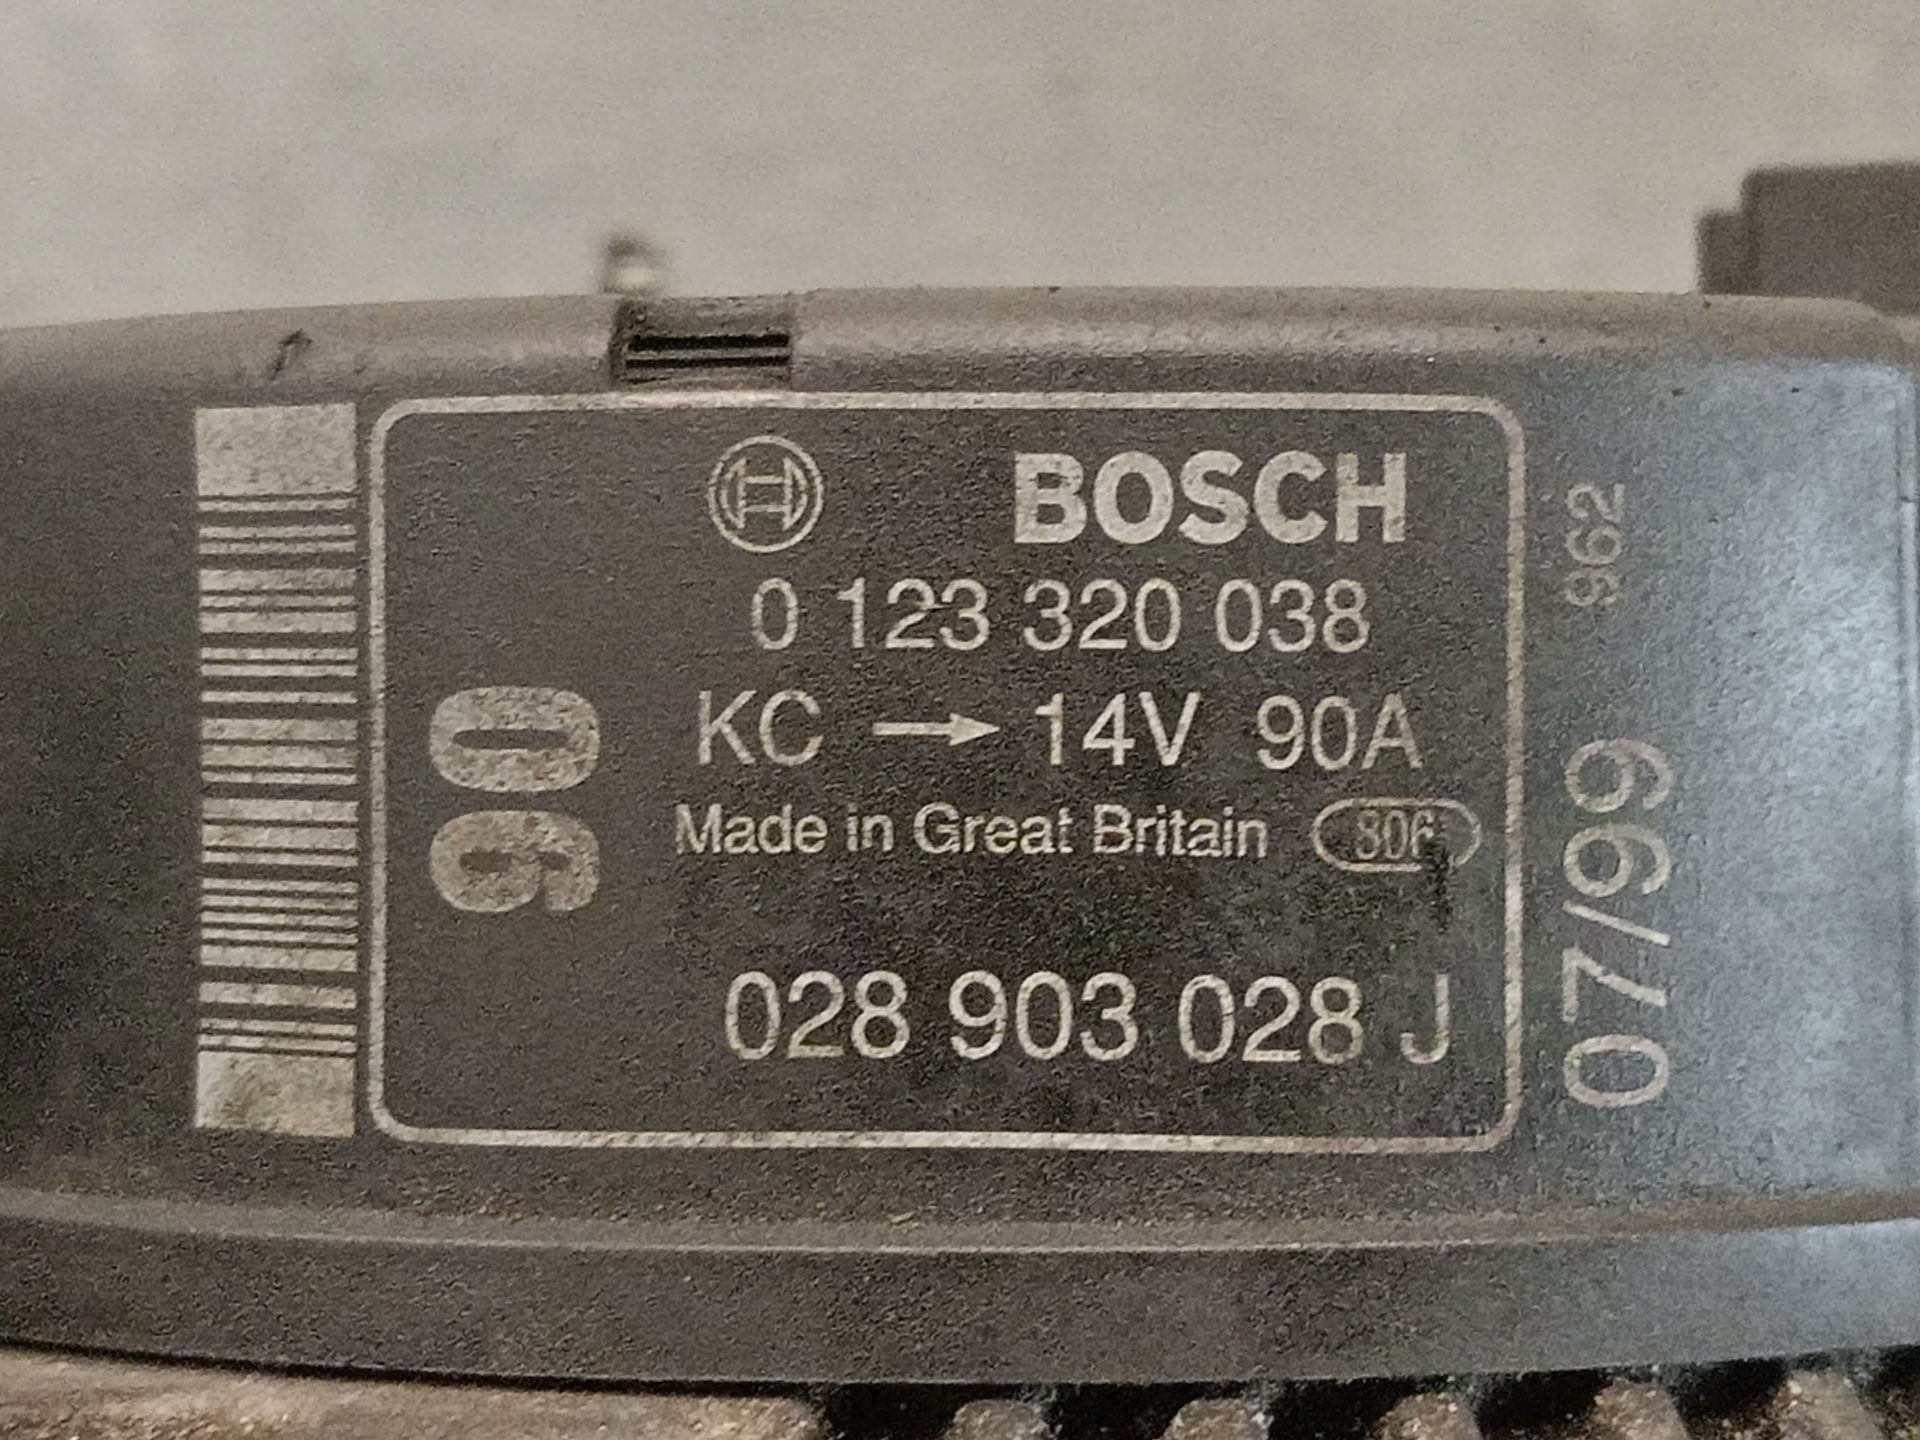 BOSCH
0 123 320 038
KC → 14V 90A
Made in Great Britain 806
028 903 028 J
90
07/99
962